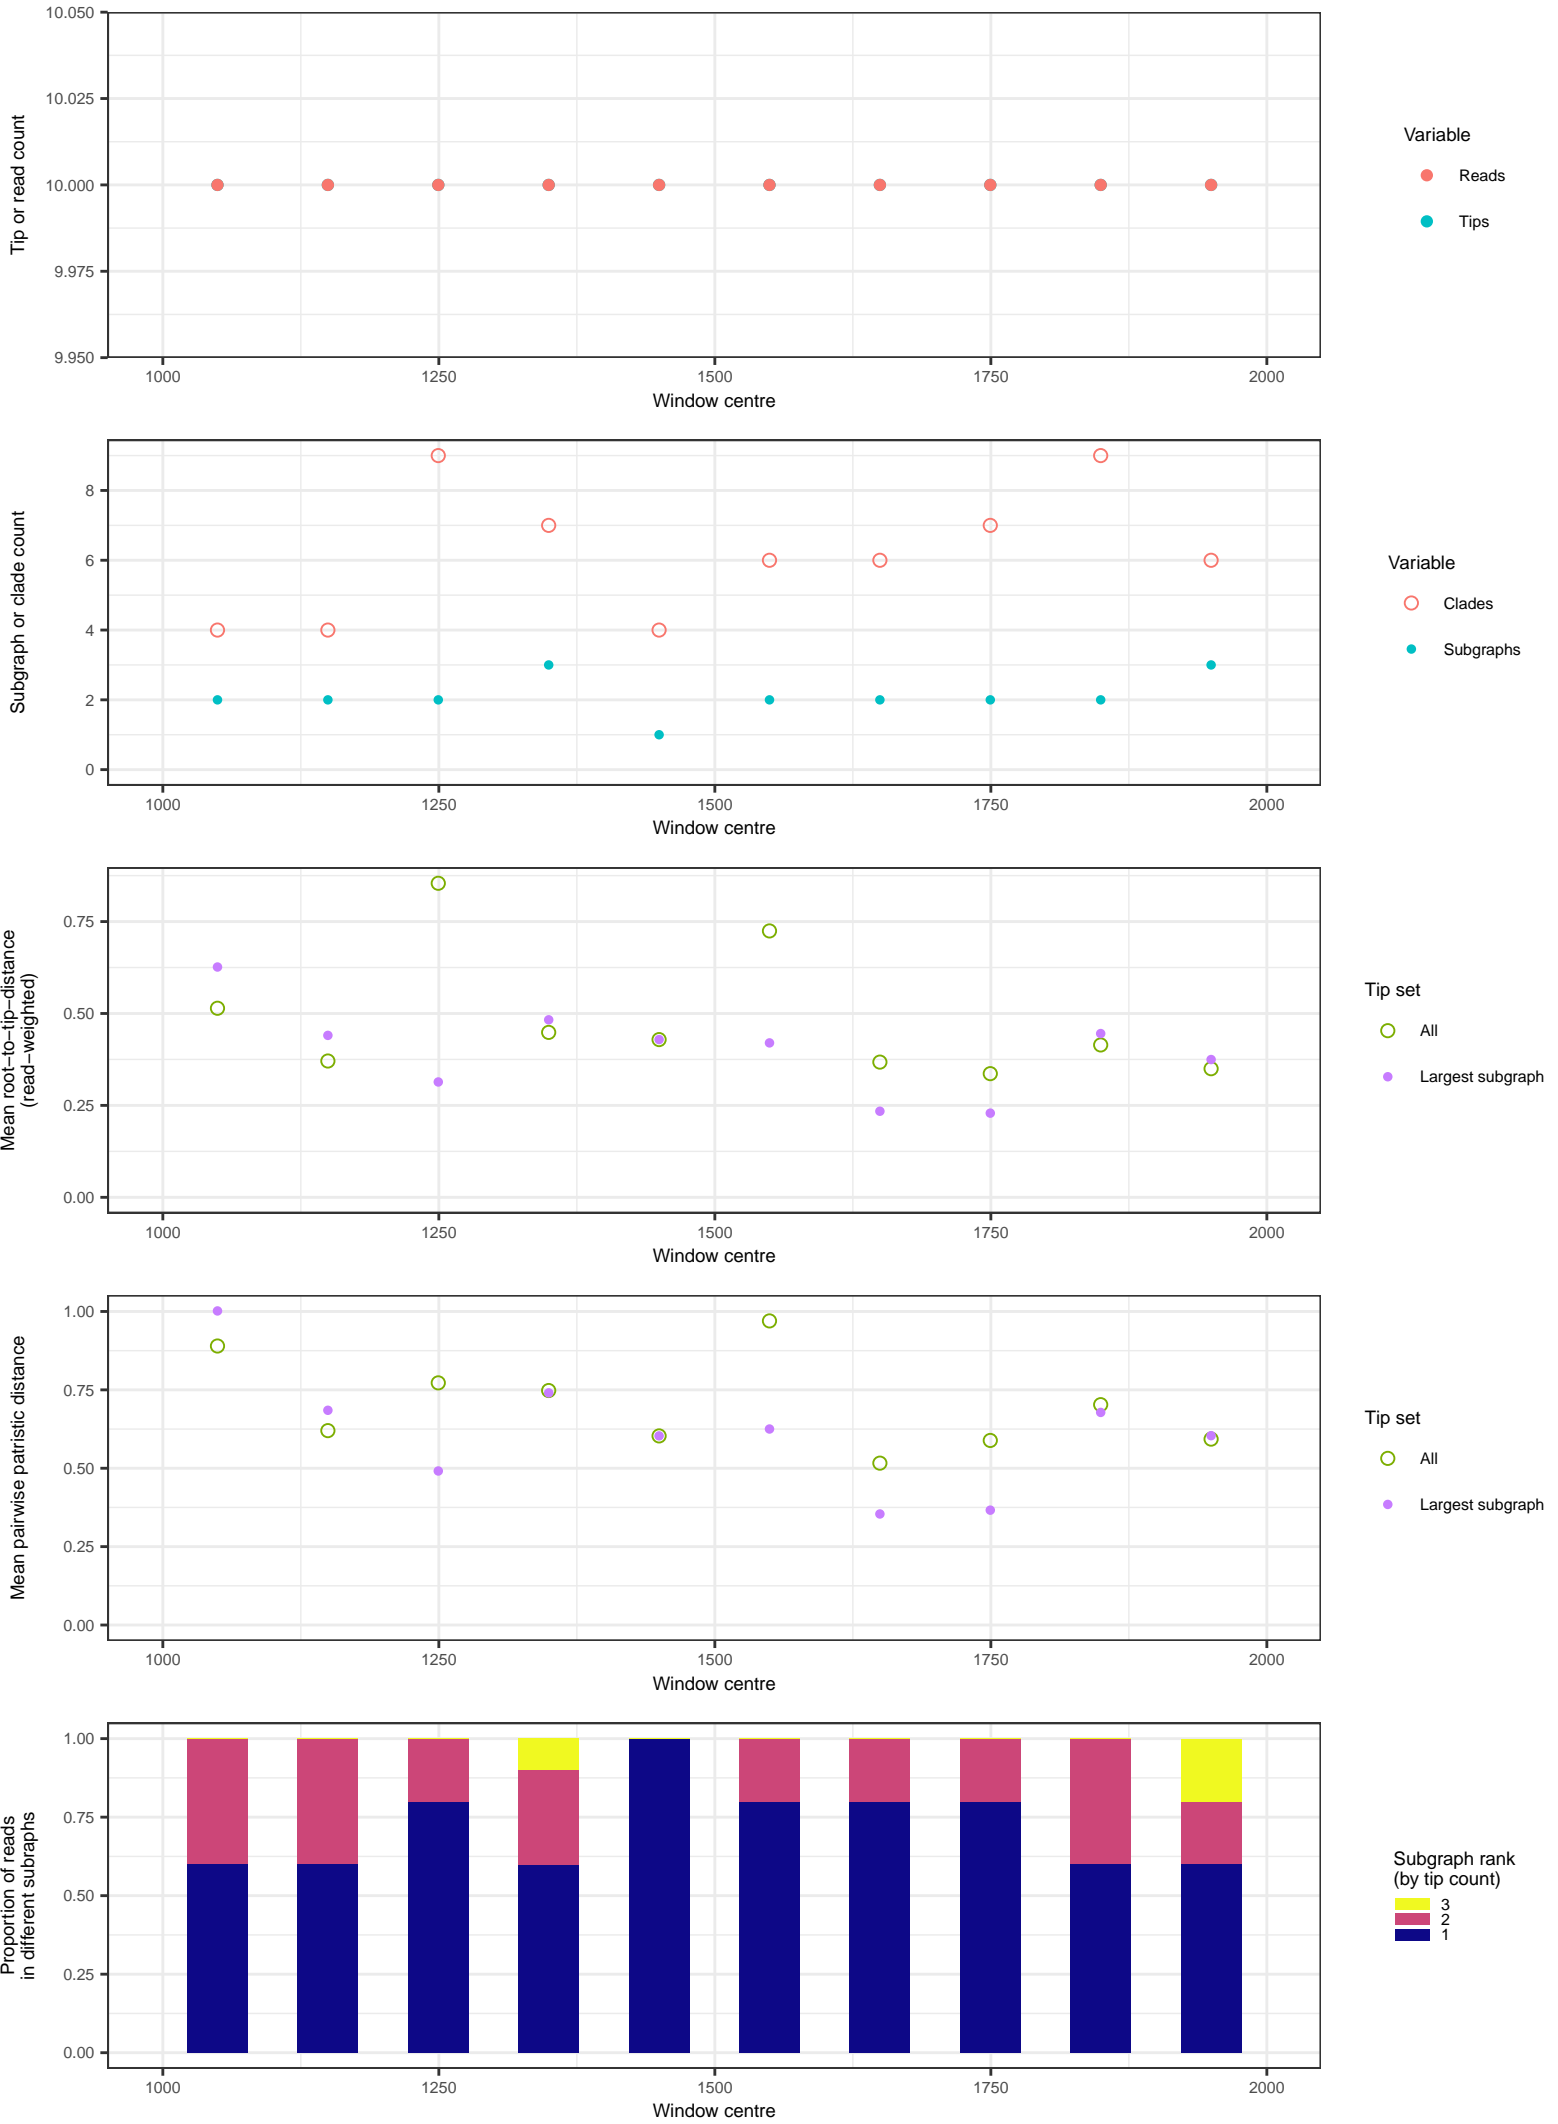 10.050
10.025
10.000
9.975
9.950
Tip or read count
1000 1250 1500 1750 2000
Window centre
Variable
Reads
Tips
8
6
4
2
0
Subgraph or clade count
1000 1250 1500 1750 2000
Window centre
Variable
Clades
Subgraphs
0.75
0.50
0.25
0.00
Mean root−to−tip−distance
(read−weighted)
1000 1250 1500 1750 2000
Window centre
Tip set
All
Largest subgraph
1.00
0.75
0.50
0.25
0.00
Mean pairwise patristic distance
1000 1250 1500 1750 2000
Window centre
Tip set
All
Largest subgraph
1.00
0.75
0.50
0.25
0.00
Proportion of reads
in different subraphs
1000 1250 1500 1750 2000
Window centre
Subgraph rank
(by tip count)
3
2
1